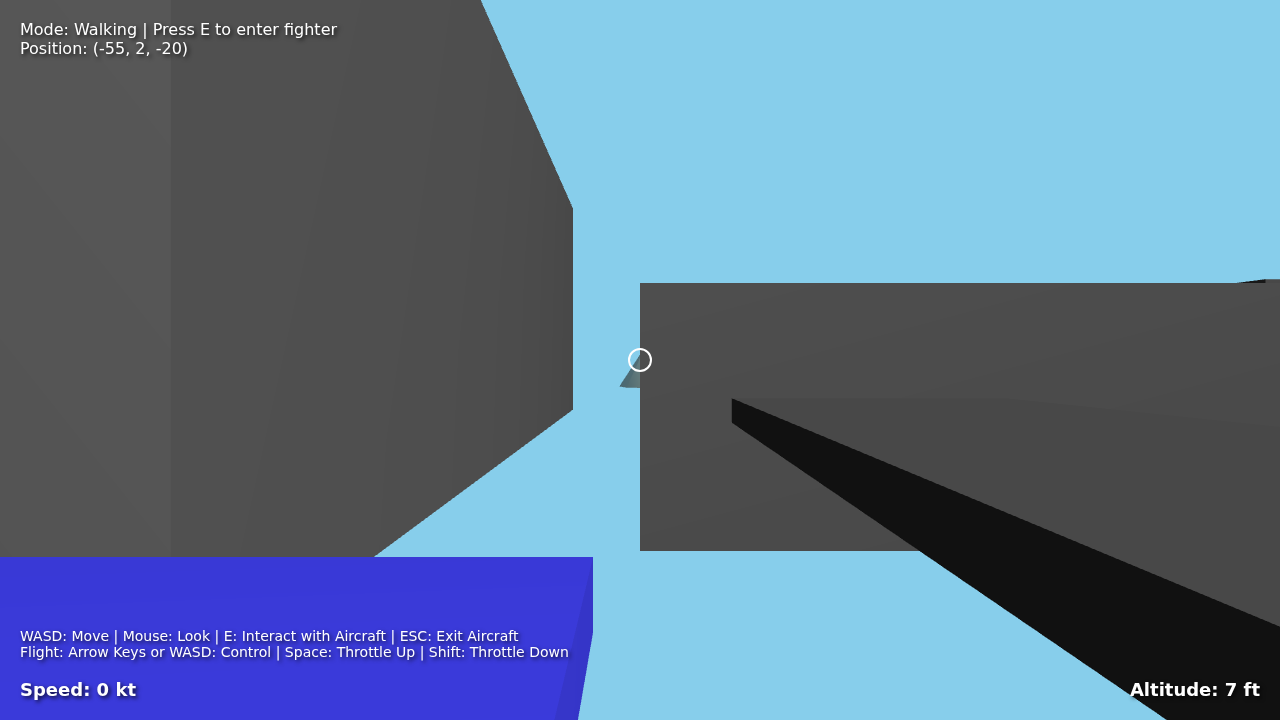 Mode: Walking | Press E to enter fighter
Position: (-55, 2, -20)
WASD: Move | Mouse: Look | E: Interact with Aircraft | ESC: Exit Aircraft
Flight: Arrow Keys or WASD: Control | Space: Throttle Up | Shift: Throttle Down
Speed: 0 kt
Altitude: 7 ft